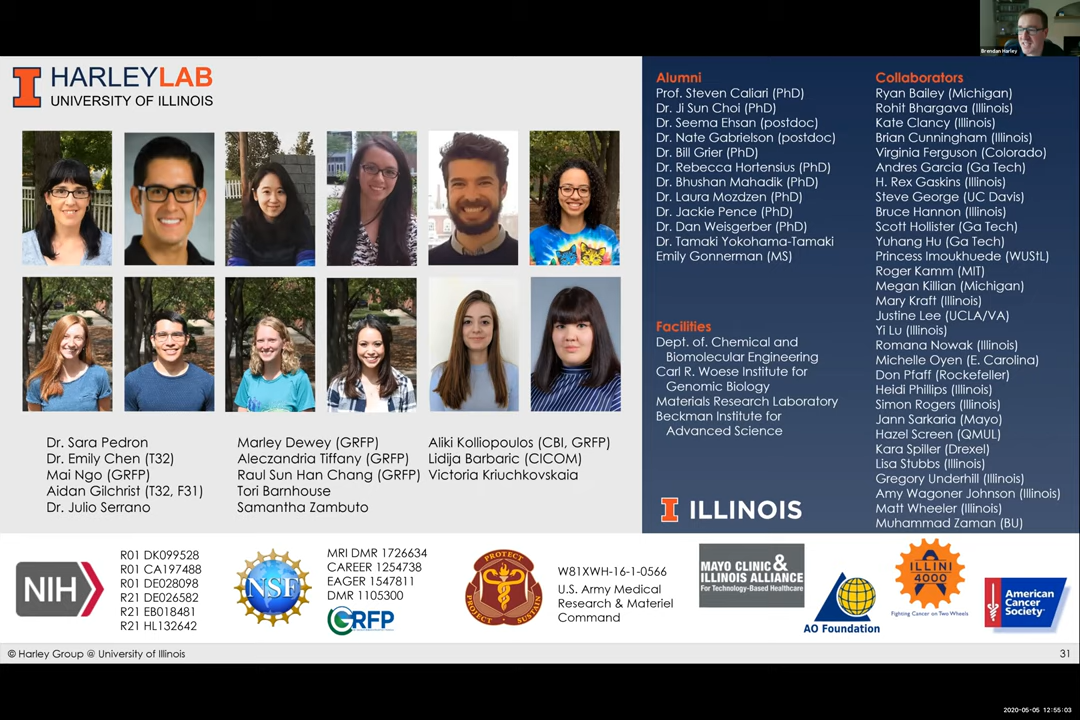 Brendan Harley
HARLEYLAB
UNIVERSITY OF ILLINOIS
Dr. Sara Pedron
Dr. Emily Chen (T32)
Mai Ngo (GRFP)
Aidan Gilchrist (T32, F31)
Dr. Julio Serrano
Marley Dewey (GRFP)
Aleczandria Tiffany (GRFP)
Raul Sun Han Chang (GRFP)
Tori Barnhouse
Samantha Zambuto
Aliki Kolliopoulos (CBI, GRFP)
Lidija Barbaric (CICOM)
Victoria Kriuchkovskaia
Alumni
Prof. Steven Caliari (PhD)
Dr. Ji Sun Choi (PhD)
Dr. Seema Ehsan (postdoc)
Dr. Nate Gabrielson (postdoc)
Dr. Bill Grier (PhD)
Dr. Rebecca Hortensius (PhD)
Dr. Bhushan Mahadik (PhD)
Dr. Laura Mozdzen (PhD)
Dr. Jackie Pence (PhD)
Dr. Dan Weisgerber (PhD)
Dr. Tamaki Yokohama-Tamaki
Emily Gonnerman (MS)
Facilities
Dept. of. Chemical and
Biomolecular Engineering
Carl R. Woese Institute for
Genomic Biology
Materials Research Laboratory
Beckman Institute for
Advanced Science
ILLINOIS
Collaborators
Ryan Bailey (Michigan)
Rohit Bhargava (Illinois)
Kate Clancy (Illinois)
Brian Cunningham (Illinois)
Virginia Ferguson (Colorado)
Andres Garcia (Ga Tech)
H. Rex Gaskins (Illinois)
Steve George (UC Davis)
Bruce Hannon (Illinois)
Scott Hollister (Ga Tech)
Yuhang Hu (Ga Tech)
Princess Imoukhuede (WUStL)
Roger Kamm (MIT)
Megan Killian (Michigan)
Mary Kraft (Illinois)
Justine Lee (UCLA/VA)
Yi Lu (Illinois)
Romana Nowak (Illinois)
Michelle Oyen (E. Carolina)
Don Pfaff (Rockefeller)
Heidi Phillips (Illinois)
Simon Rogers (Illinois)
Jann Sarkaria (Mayo)
Hazel Screen (QMUL)
Kara Spiller (Drexel)
Lisa Stubbs (Illinois)
Gregory Underhill (Illinois)
Amy Wagoner Johnson (Illinois)
Matt Wheeler (Illinois)
Muhammad Zaman (BU)
NIH
R01 DK099528
R01 CA197488
R01 DE028098
R21 DE026582
R21 EB018481
R21 HL132642
NSF
MRI DMR 1726634
CAREER 1254738
EAGER 1547811
DMR 1105300
GRFP
PROTECT
PROJECT
SUSTAIN
W81XWH-16-1-0566
U.S. Army Medical
Research & Materiel
Command
MAYO CLINIC &
ILLINOIS ALLIANCE
For Technology-Based Healthcare
AO Foundation
ILLINI
4000
Fighting Cancer on Two Wheels
American
Cancer
Society
© Harley Group @ University of Illinois
31
2020-05-05 12:55:03